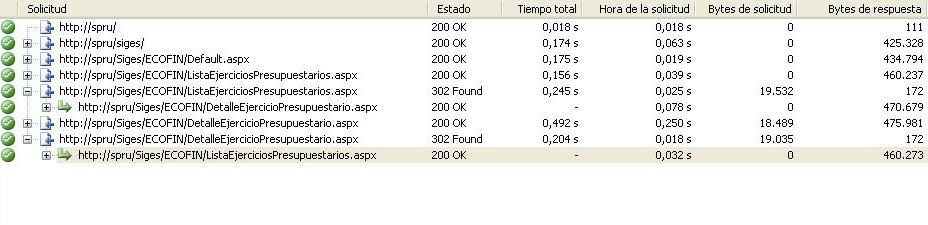 Solicitud Estado Tiempo total Hora de la solicitud Bytes de solicitud Bytes de respuesta
http://spru/ 200 OK 0,018 s 0,018 s 0 111
http://spru/siges/ 200 OK 0,174 s 0,063 s 0 425.328
http://spru/Siges/ECOFIN/Default.aspx 200 OK 0,175 s 0,019 s 0 434.794
http://spru/Siges/ECOFIN/ListaEjerciciosPresupuestarios.aspx 200 OK 0,156 s 0,039 s 0 460.237
http://spru/Siges/ECOFIN/ListaEjerciciosPresupuestarios.aspx 302 Found 0,245 s 0,025 s 19.532 172
http://spru/Siges/ECOFIN/DetalleEjercicioPresupuestario.aspx 200 OK - 0,078 s 0 470.679
http://spru/Siges/ECOFIN/DetalleEjercicioPresupuestario.aspx 200 OK 0,492 s 0,250 s 18.489 475.981
http://spru/Siges/ECOFIN/DetalleEjercicioPresupuestario.aspx 302 Found 0,204 s 0,018 s 19.035 172
http://spru/Siges/ECOFIN/ListaEjerciciosPresupuestarios.aspx 200 OK - 0,032 s 0 460.273